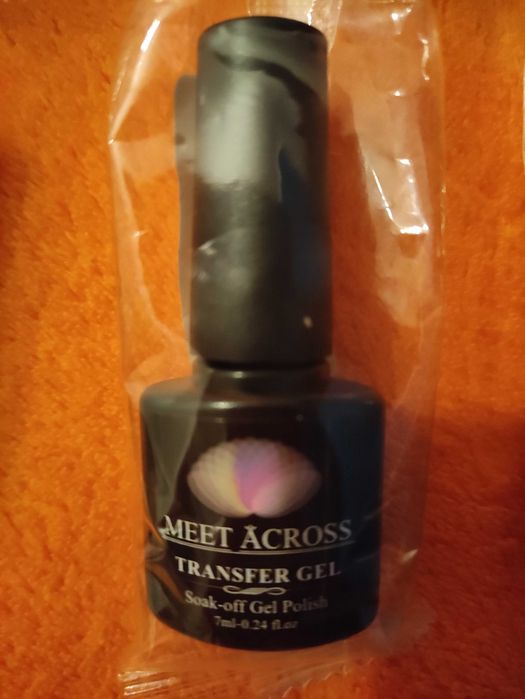 MEET ACROSS
TRANSFER GEL
Soak-off Gel Polish
7ml-0.24 fl.oz